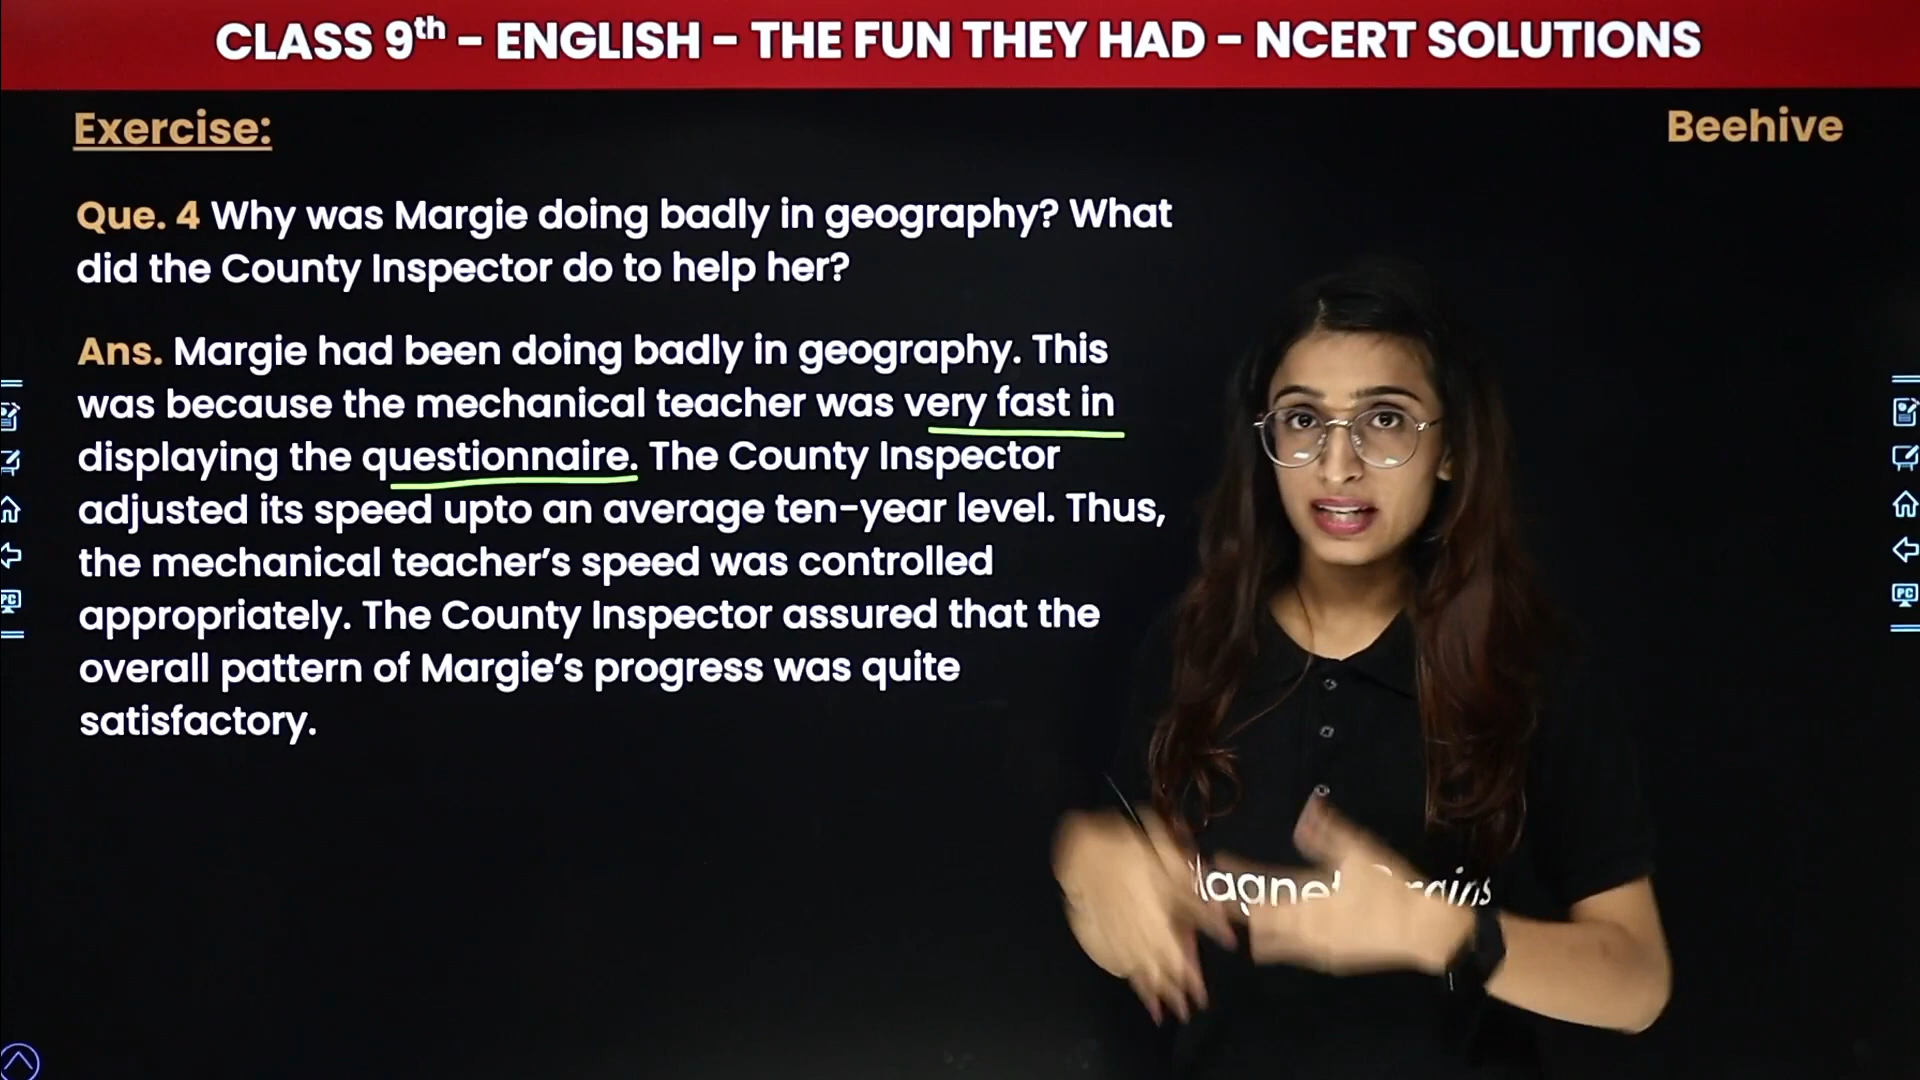 CLASS 9th - ENGLISH - THE FUN THEY HAD - NCERT SOLUTIONS
Exercise:
Beehive
Que. 4 Why was Margie doing badly in geography? What
did the County Inspector do to help her?
Ans. Margie had been doing badly in geography. This
was because the mechanical teacher was very fast in
displaying the questionnaire. The County Inspector
adjusted its speed upto an average ten-year level. Thus,
the mechanical teacher's speed was controlled
appropriately. The County Inspector assured that the
overall pattern of Margie's progress was quite
satisfactory.
PC
PC